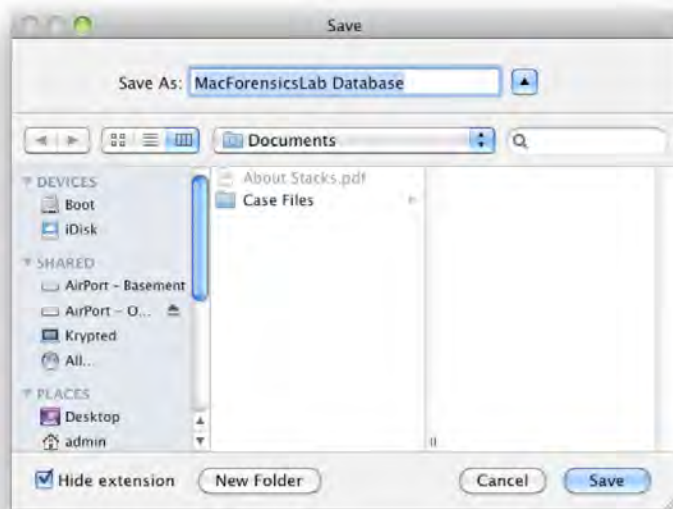 Save
Save As: MacForensicsLab Database
Documents
DEVICES
Boot
iDisk
SHARED
AirPort – Basement
AirPort – O...
Krypted
All...
PLACES
Desktop
admin
About Stacks.pdf
Case Files
Hide extension
New Folder
Cancel
Save